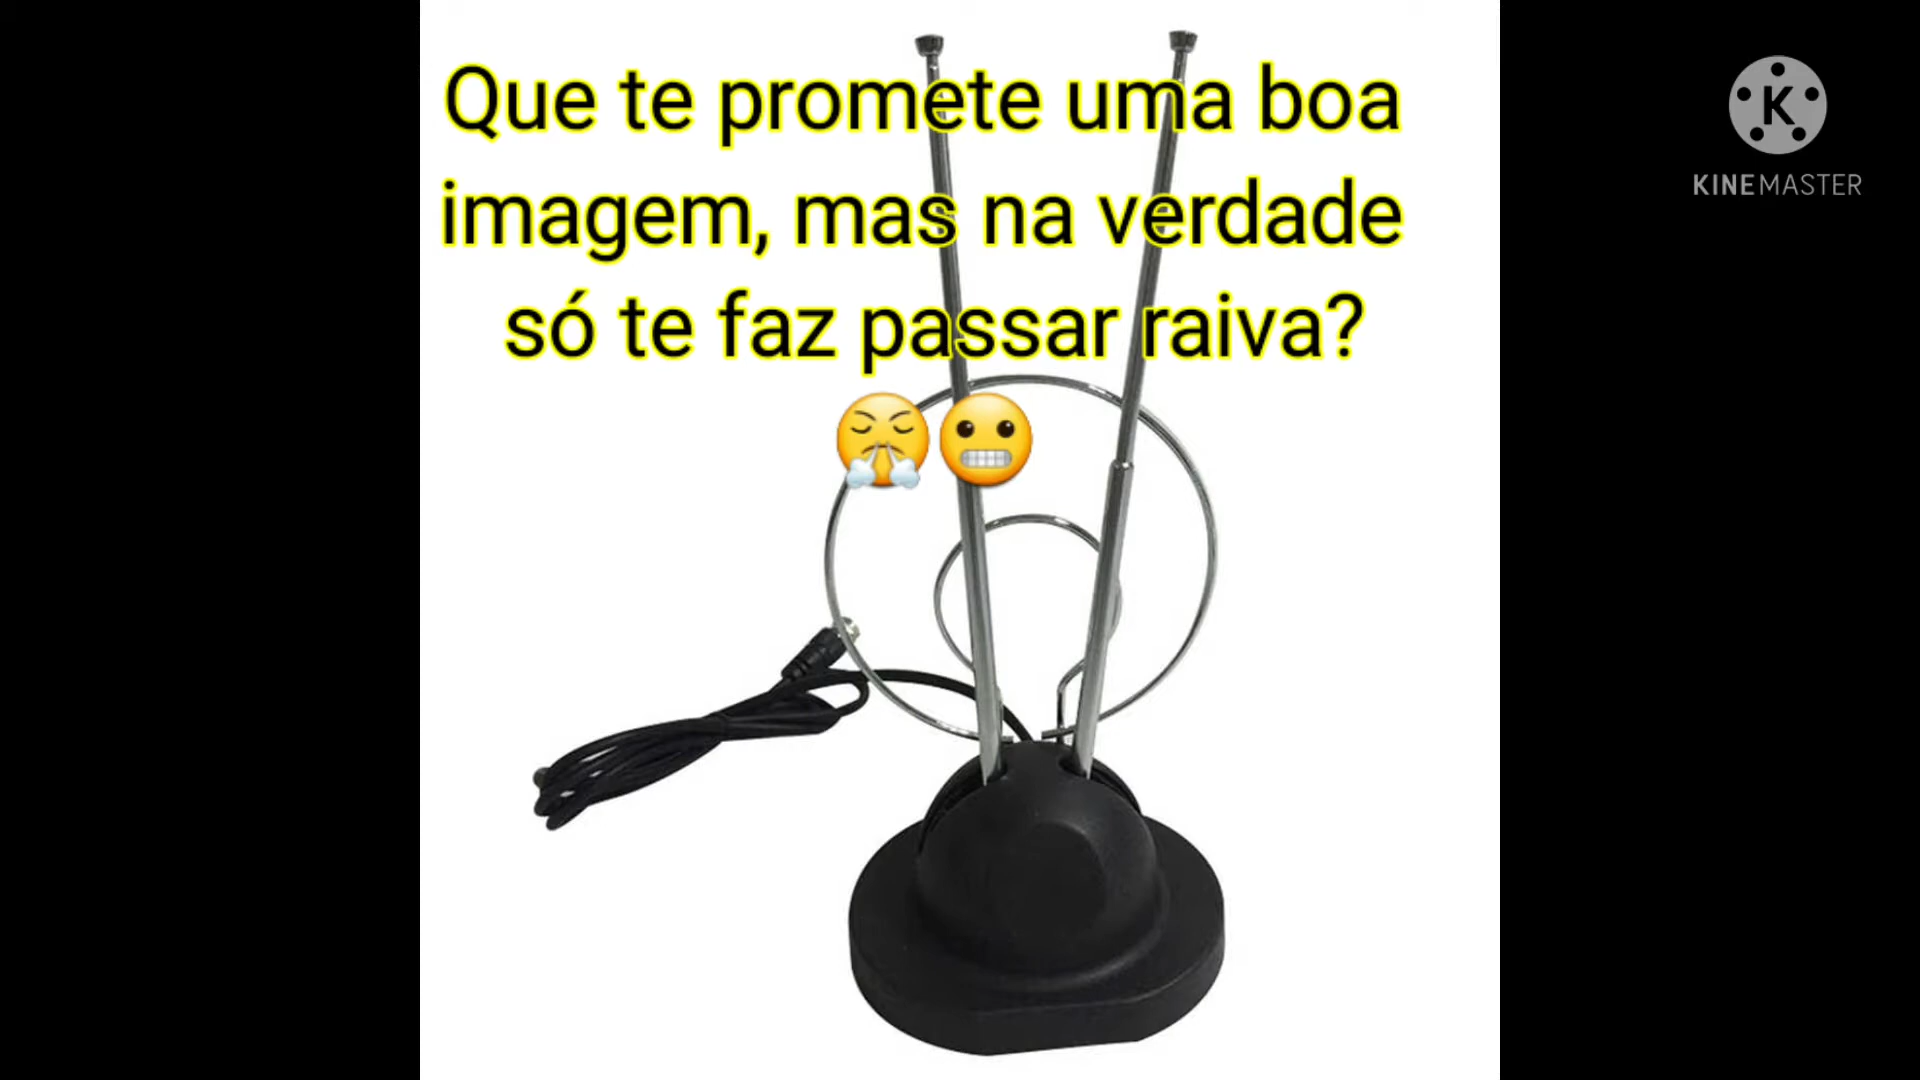 Que te promete uma boa
imagem, mas na verdade
só te faz passar raiva?
😤😬
K
KINEMASTER